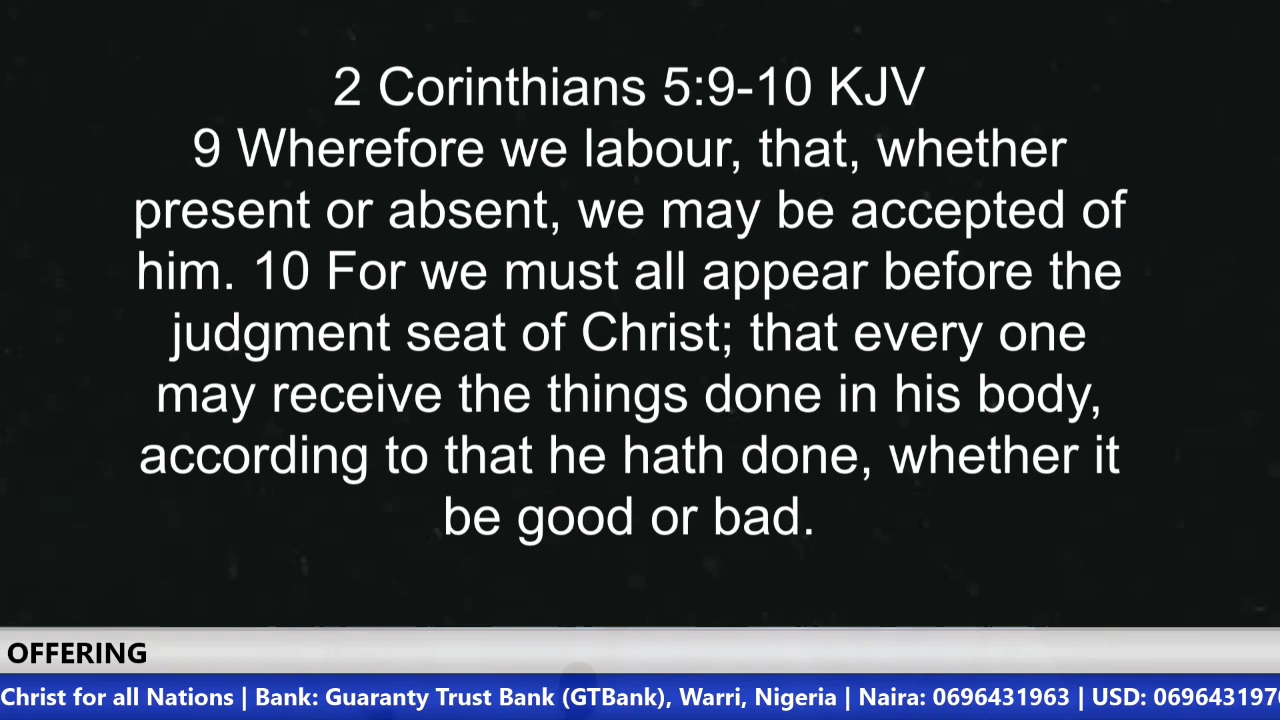 2 Corinthians 5:9-10 KJV
9 Wherefore we labour, that, whether
present or absent, we may be accepted of
him. 10 For we must all appear before the
judgment seat of Christ; that every one
may receive the things done in his body,
according to that he hath done, whether it
be good or bad.
OFFERING
Christ for all Nations | Bank: Guaranty Trust Bank (GTBank), Warri, Nigeria | Naira: 0696431963 | USD: